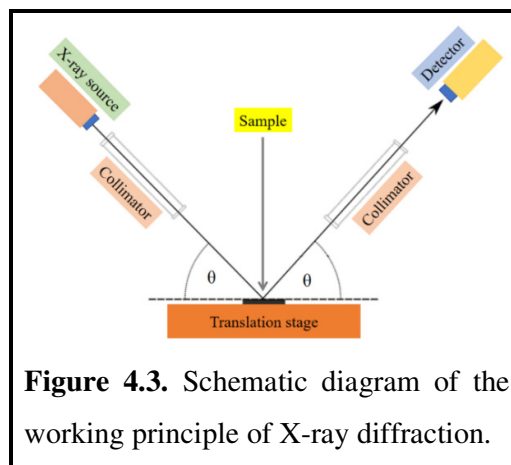 X-ray source
Detector
Sample
Collimator
Collimator
θ
θ
Translation stage
Figure 4.3. Schematic diagram of the
working principle of X-ray diffraction.